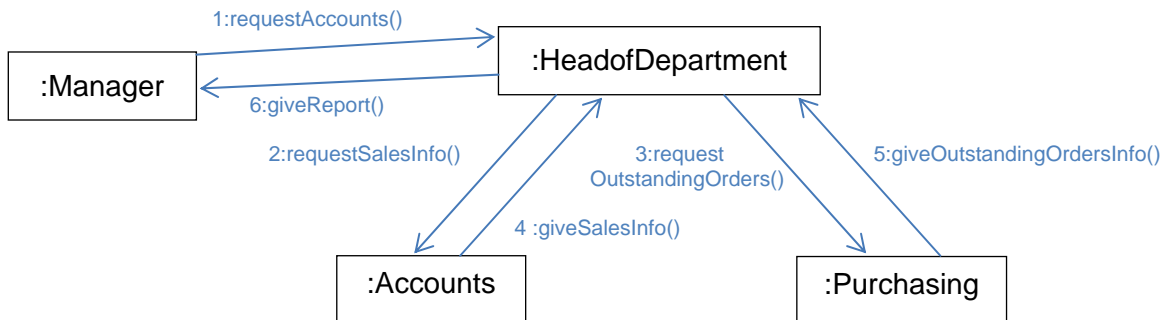 1:requestAccounts()
:Manager
:HeadofDepartment
6:giveReport()
2:requestSalesInfo()
3:request
OutstandingOrders()
5:giveOutstandingOrdersInfo()
4 :giveSalesInfo()
:Accounts
:Purchasing